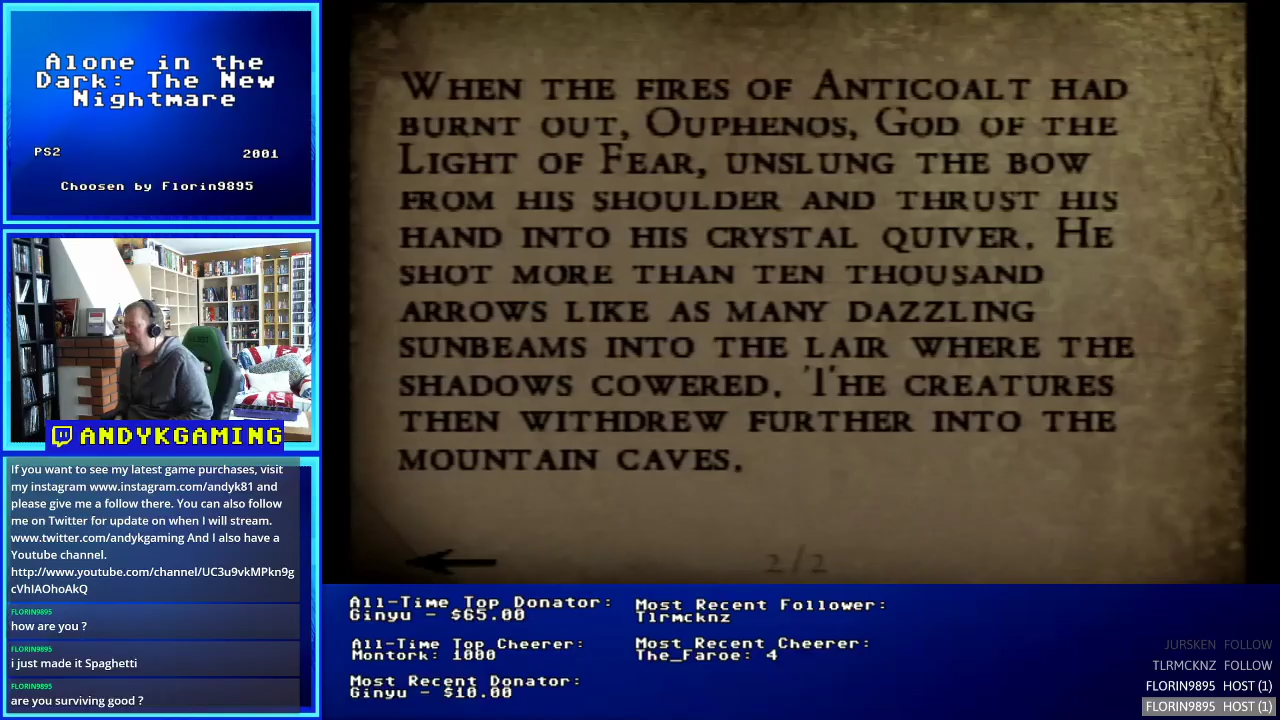 Alone in the
Dark: The New
Nightmare
PS2
2001
Choosen by Florin9895
ANDYKGAMING
If you want to see my latest game purchases, visit
my instagram www.instagram.com/andyk81 and
please give me a follow there. You can also follow
me on Twitter for update on when I will stream.
www.twitter.com/andykgaming And I also have a
Youtube channel.
http://www.youtube.com/channel/UC3u9vkMPkn9g
cVhIAOhoAkQ
FLORIN9895
how are you ?
FLORIN9895
i just made it Spaghetti
FLORIN9895
are you surviving good ?
When the fires of Anticoalt had
burnt out, Ouphenos, God of the
Light of Fear, unslung the bow
from his shoulder and thrust his
hand into his crystal quiver. He
shot more than ten thousand
arrows like as many dazzling
sunbeams into the lair where the
shadows cowered. The creatures
then withdrew further into the
mountain caves.
2/2
All-Time Top Donator:
Ginyu - $65.00
All-Time Top Cheerer:
Montork: 1000
Most Recent Donator:
Ginyu - $10.00
Most Recent Follower:
Tlrmcknz
Most Recent Cheerer:
The_Faroe: 4
JURSKEN FOLLOW
TLRMCKNZ FOLLOW
FLORIN9895 HOST (1)
FLORIN9895 HOST (1)